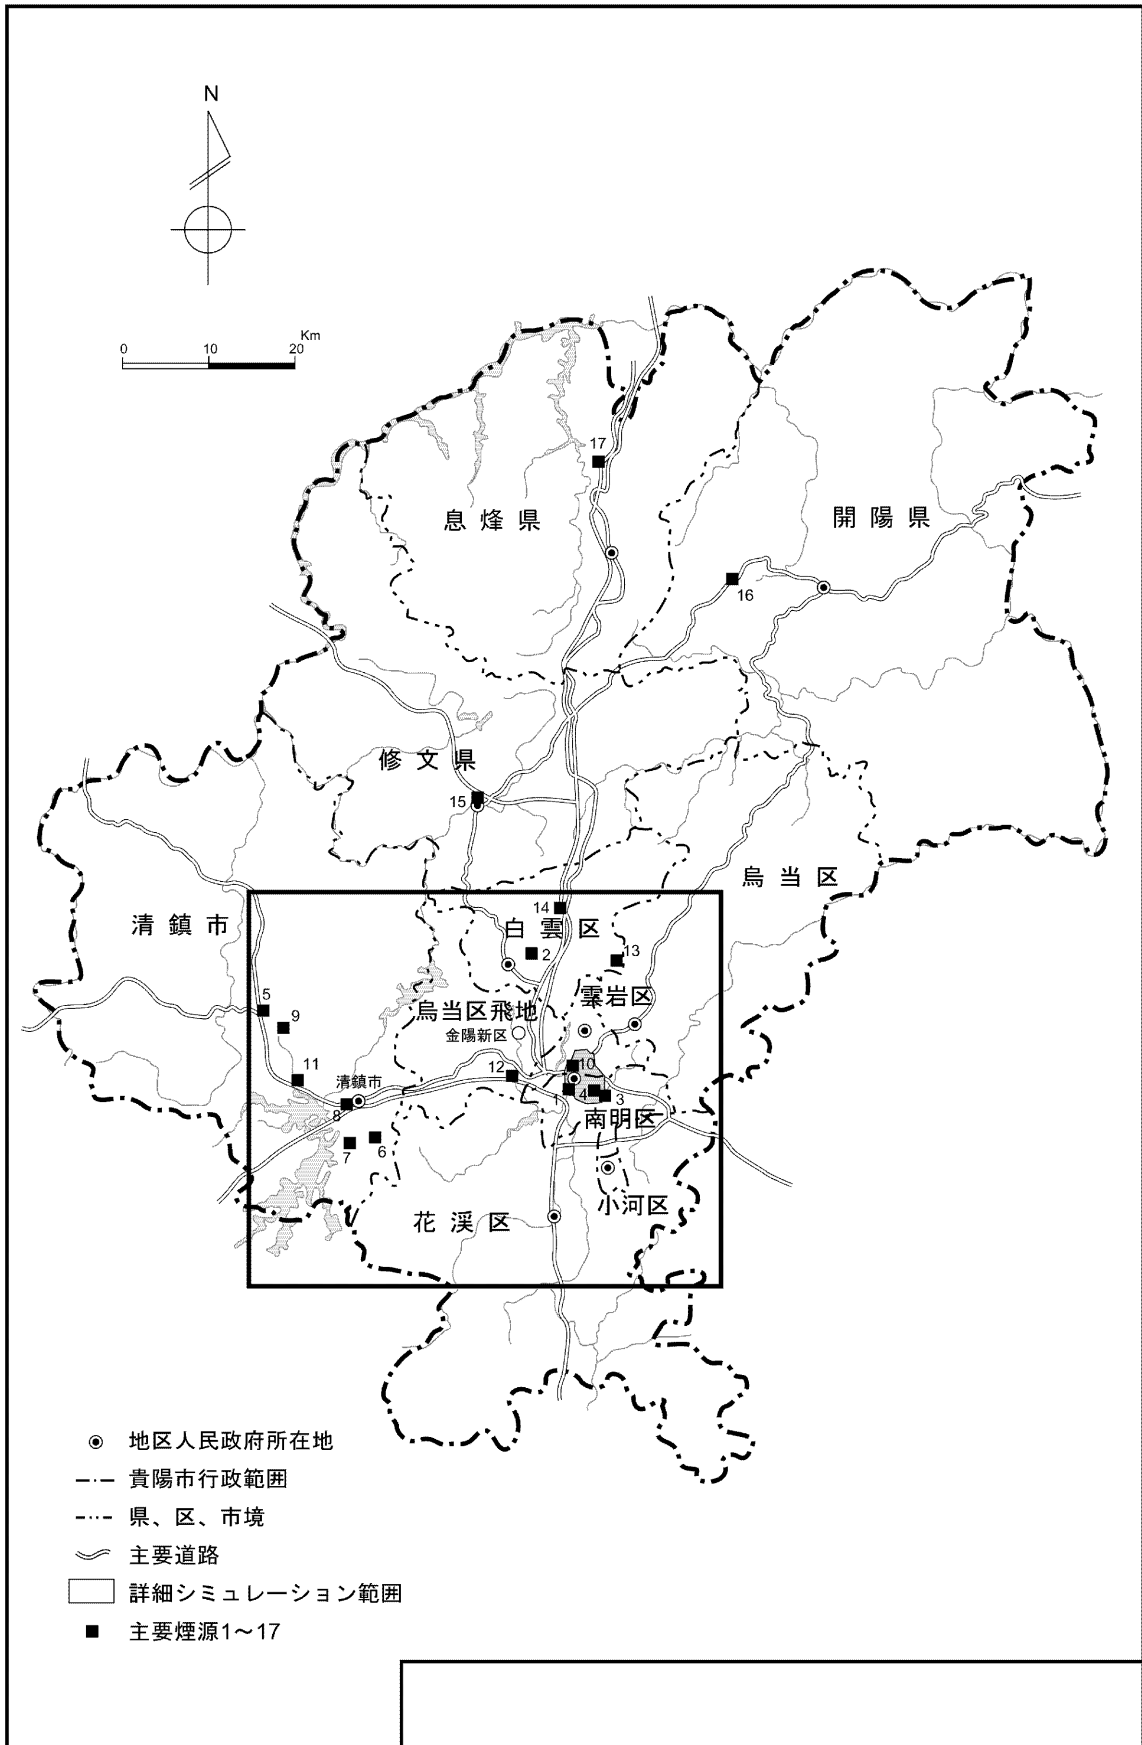 N
Km
0 10 20
17
息烽県
開陽県
16
修文県
15
烏当区
清鎮市
14
白雲区
2
13
5
雲岩区
烏当区飛地
9
金陽新区
10
11
12
清鎮市
1
4
3
8
南明区
7
6
小河区
花溪区
地区人民政府所在地
貴陽市行政範囲
県、区、市境
主要道路
詳細シミュレーション範囲
主要煙源1～17